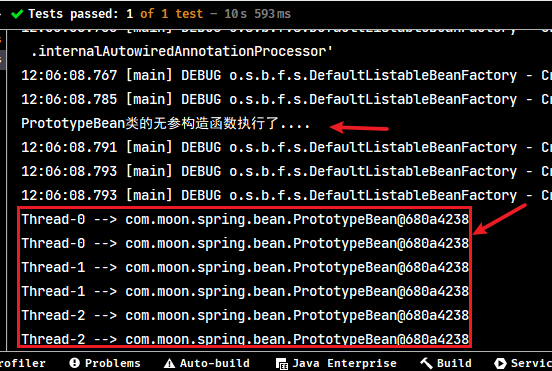 Tests passed: 1 of 1 test – 10 s 593 ms
.internalAutowiredAnnotationProcessor'
12:06:08.767 [main] DEBUG o.s.b.f.s.DefaultListableBeanFactory - Cr
12:06:08.785 [main] DEBUG o.s.b.f.s.DefaultListableBeanFactory - Cr
PrototypeBean类的无参构造函数执行了....
12:06:08.791 [main] DEBUG o.s.b.f.s.DefaultListableBeanFactory - Cr
12:06:08.793 [main] DEBUG o.s.b.f.s.DefaultListableBeanFactory - Cr
12:06:08.793 [main] DEBUG o.s.b.f.s.DefaultListableBeanFactory - Cr
Thread-0 --> com.moon.spring.bean.PrototypeBean@680a4238
Thread-0 --> com.moon.spring.bean.PrototypeBean@680a4238
Thread-1 --> com.moon.spring.bean.PrototypeBean@680a4238
Thread-1 --> com.moon.spring.bean.PrototypeBean@680a4238
Thread-2 --> com.moon.spring.bean.PrototypeBean@680a4238
Thread-2 --> com.moon.spring.bean.PrototypeBean@680a4238
rofiler Problems Auto-build Java Enterprise Build Servic